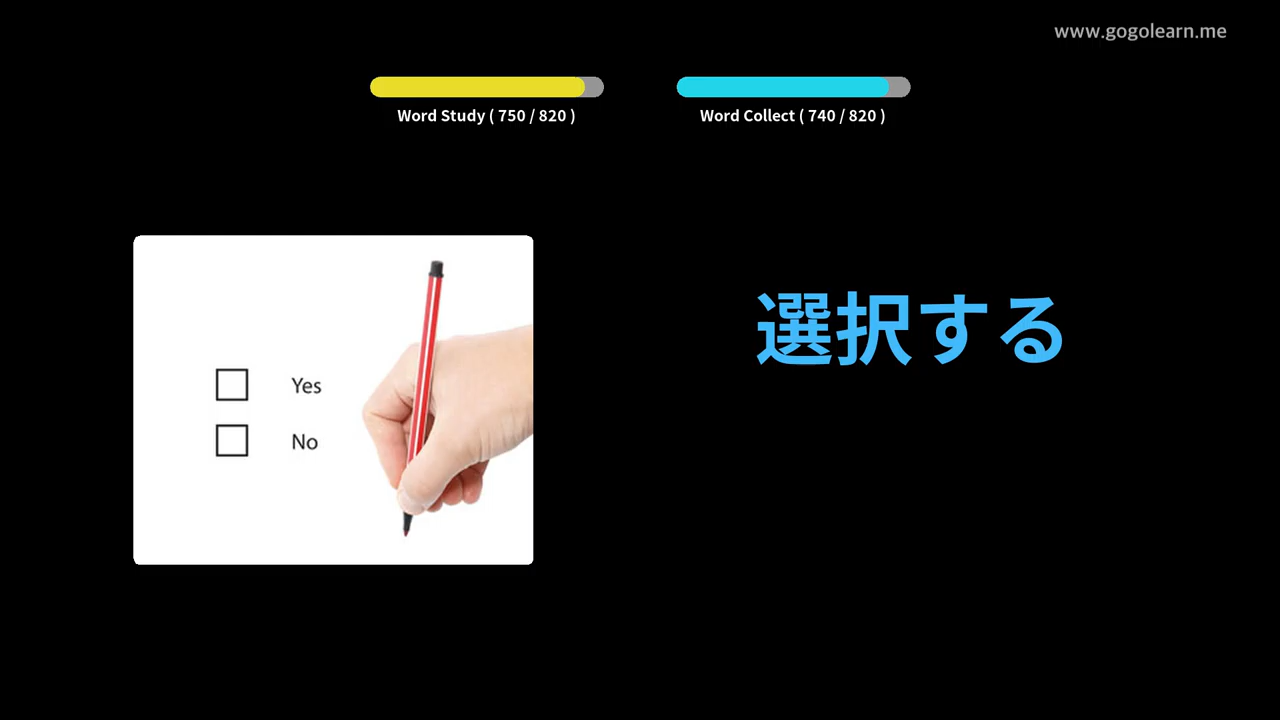 www.gogolearn.me
Word Study ( 750 / 820 )
Word Collect ( 740 / 820 )
選択する
Yes
No